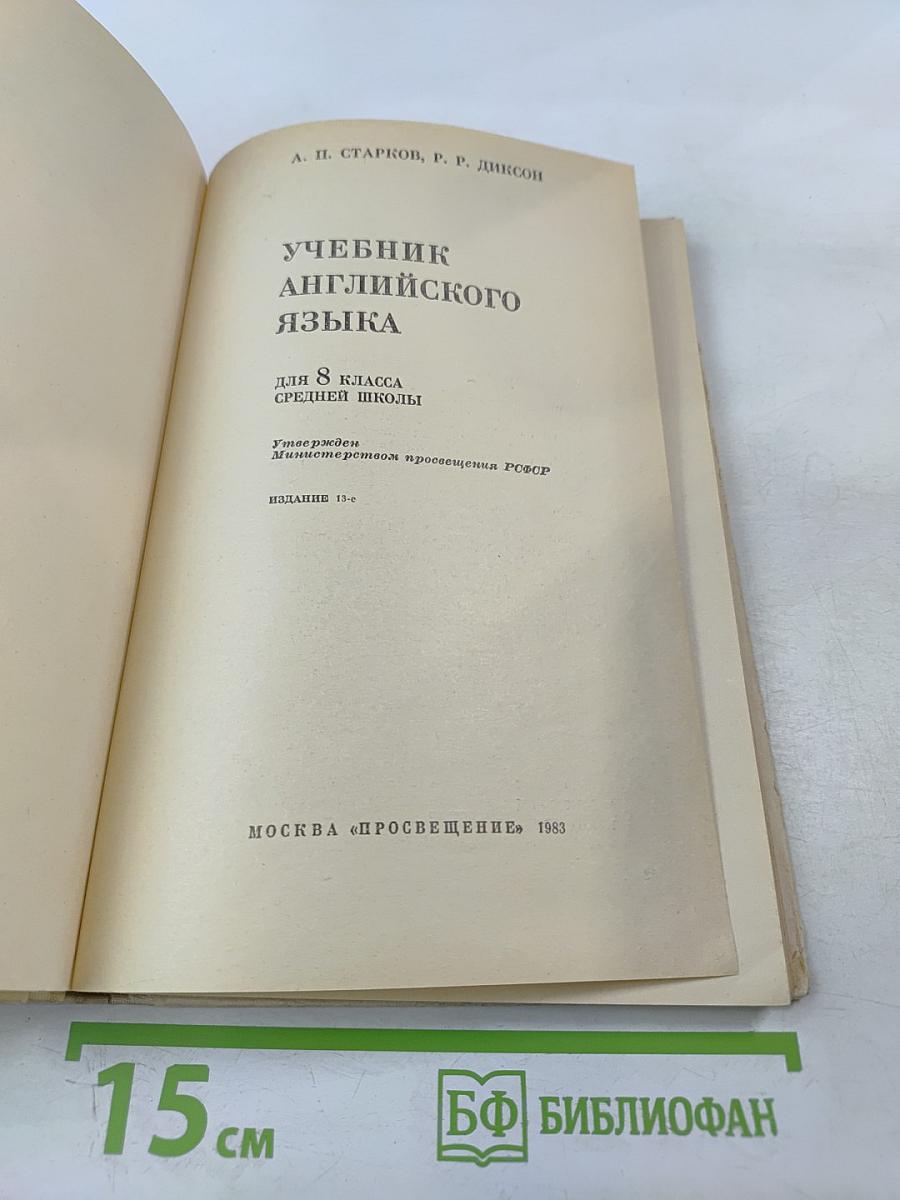 А. П. СТАРКОВ, Р. Р. ДИКСОН
УЧЕБНИК
АНГЛИЙСКОГО
ЯЗЫКА
ДЛЯ 8 КЛАССА
СРЕДНЕЙ ШКОЛЫ
Утвержден
Министерством просвещения РСФСР
ИЗДАНИЕ 13-е
МОСКВА «ПРОСВЕЩЕНИЕ» 1983
15 см
БФ БИБЛИОФАН